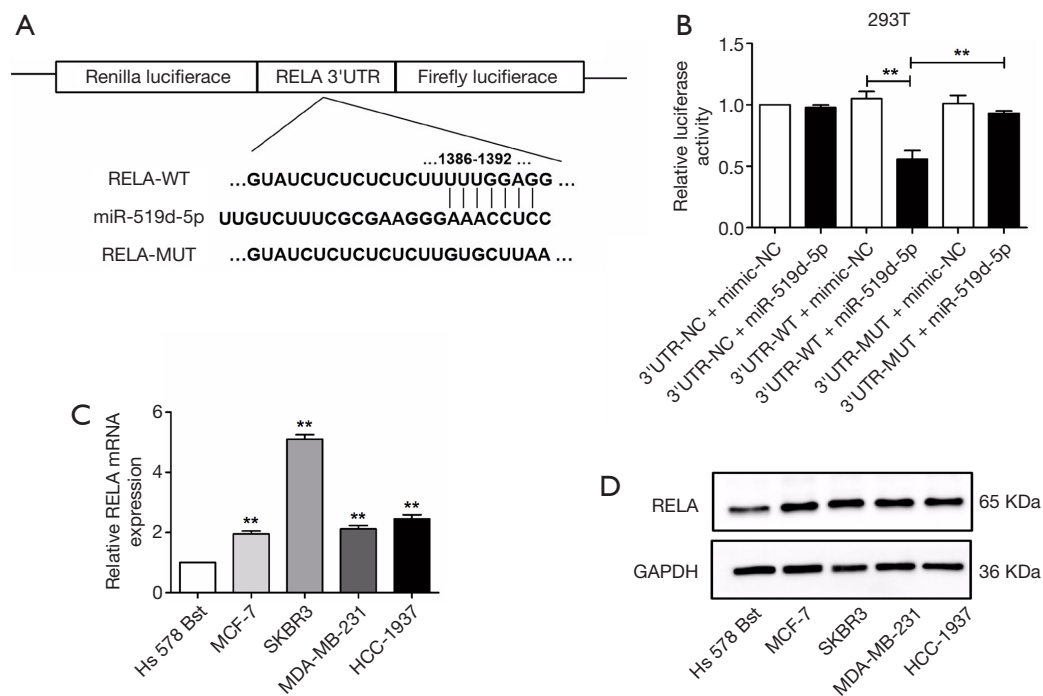 A
Renilla lucifierace RELA 3'UTR Firefly lucifierace
...1386-1392 ...
RELA-WT ...GUAUCUCUCUCUCUUUUUGGAGG ...
miR-519d-5p UUGUCUUUCGCGAAGGGAAACCUCC
RELA-MUT ...GUAUCUCUCUCUCUUGUGCUUAA ...
B
293T
Relative luciferase
activity
1.5
1.0
0.5
0.0
**
**
3'UTR-NC + mimic-NC
3'UTR-NC + miR-519d-5p
3'UTR-WT + mimic-NC
3'UTR-WT + miR-519d-5p
3'UTR-MUT + mimic-NC
3'UTR-MUT + miR-519d-5p
C
Relative RELA mRNA
expression
6
4
2
0
**
**
**
**
Hs 578 Bst
MCF-7
SKBR3
MDA-MB-231
HCC-1937
D
RELA 65 KDa
GAPDH 36 KDa
Hs 578 Bst
MCF-7
SKBR3
MDA-MB-231
HCC-1937